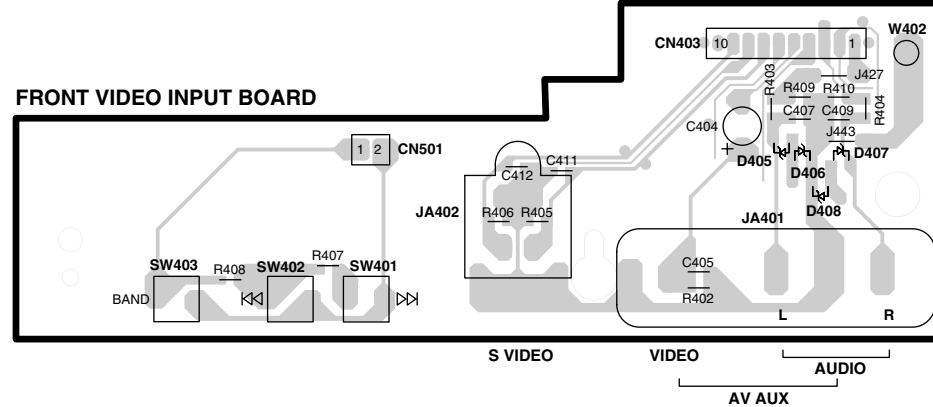 W402
CN403 10 1
J427
R403
R409 R410
R404
FRONT VIDEO INPUT BOARD
C407 C409
C404
J443
+
1 2 CN501
D405 D407
C411
C412
D406
D408
JA402
R406 R405
JA401
SW403 R408 SW402 R407 SW401
C405
BAND
R402
L R
S VIDEO VIDEO
AUDIO
AV AUX